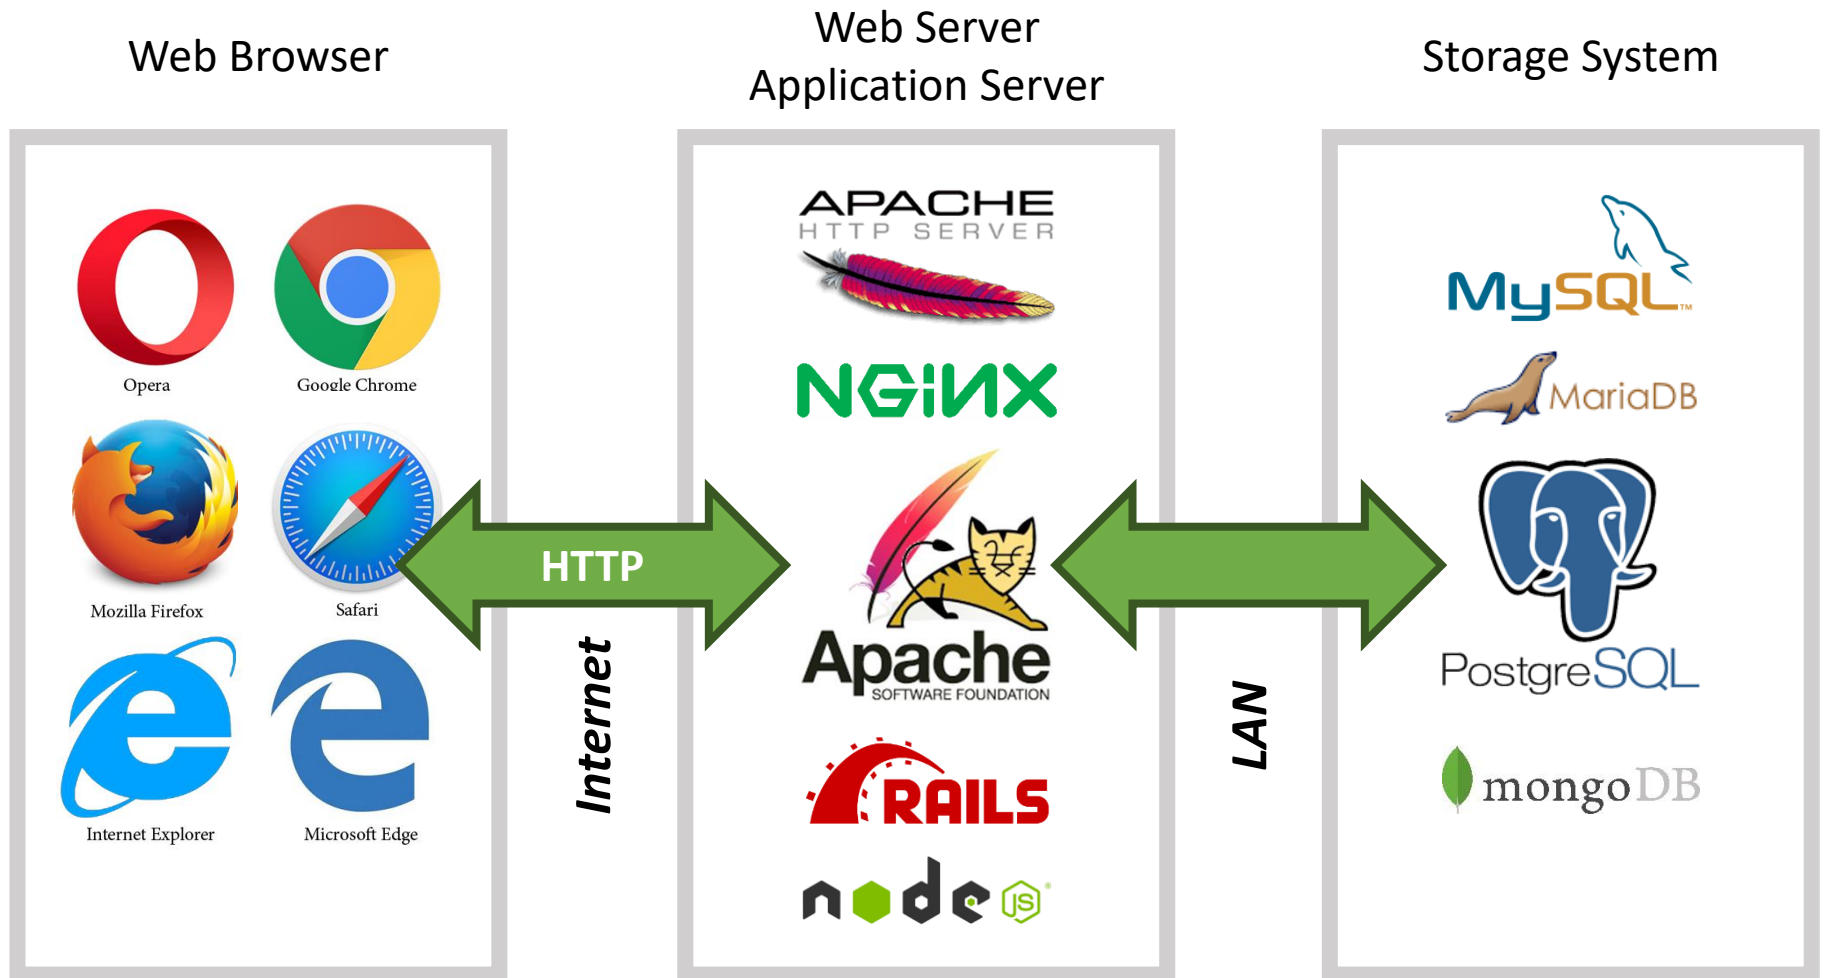 Web Browser
Web Server
Application Server
Storage System
Opera
Google Chrome
Mozilla Firefox
Safari
Internet Explorer
Microsoft Edge
HTTP
Internet
APACHE
HTTP SERVER
NGiNX
Apache
SOFTWARE FOUNDATION
RAILS
node
JS®
LAN
MySQL™
MariaDB
PostgreSQL
mongoDB